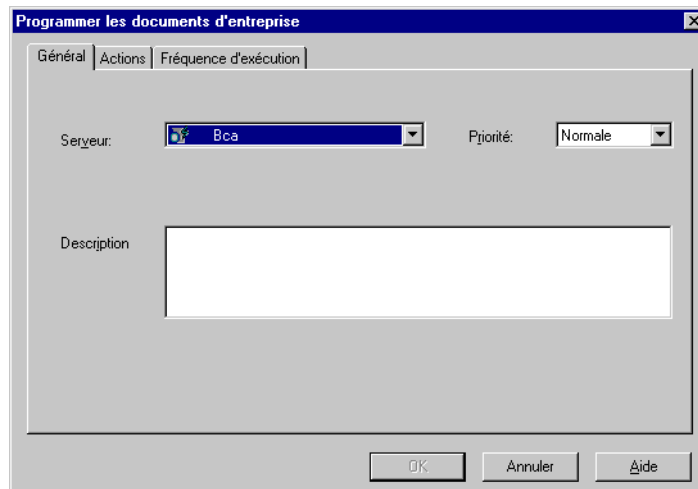 Programmer les documents d'entreprise
Général Actions Fréquence d'exécution
Serveur: Bca Priorité: Normale
Description
OK Annuler Aide